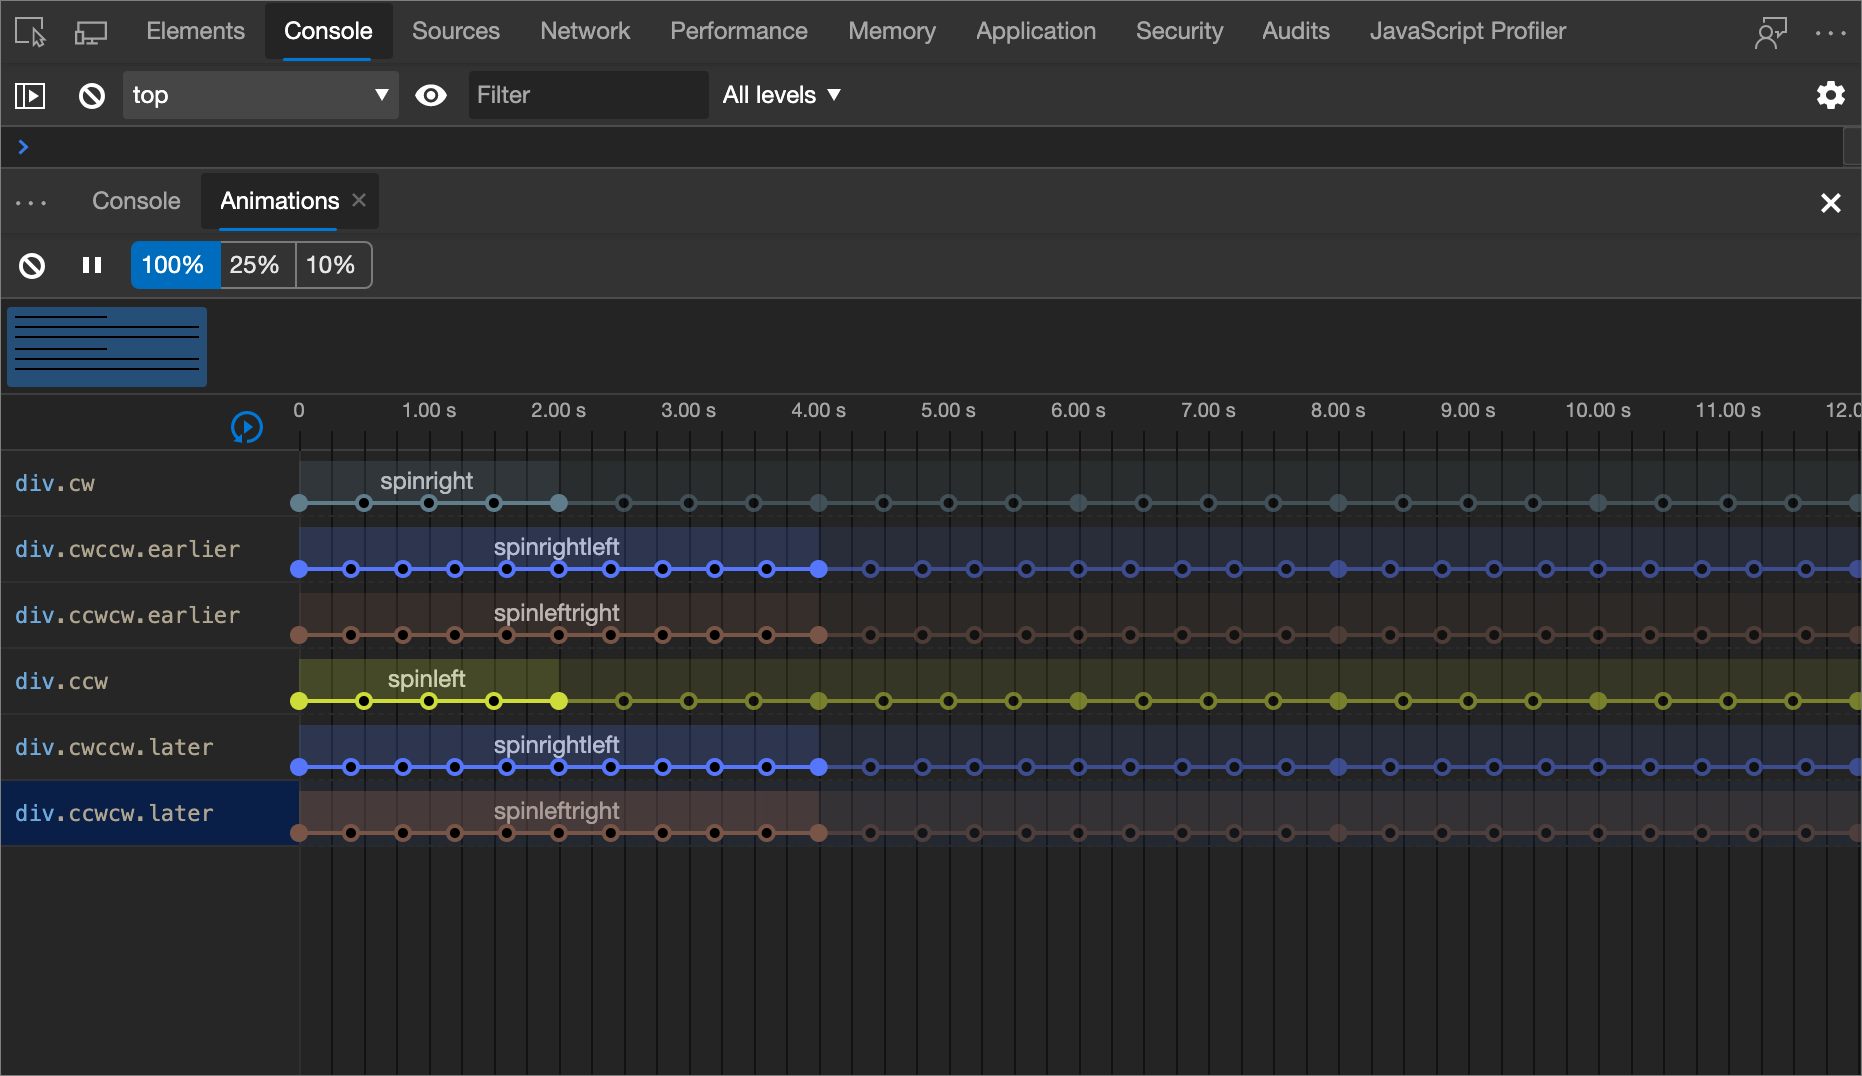 Elements Console Sources Network Performance Memory Application Security Audits JavaScript Profiler
top Filter All levels
Console Animations
100% 25% 10%
0 1.00 s 2.00 s 3.00 s 4.00 s 5.00 s 6.00 s 7.00 s 8.00 s 9.00 s 10.00 s 11.00 s 12.0
div.cw spinright
div.cwccw.earlier spinrightleft
div.ccwcw.earlier spinleftright
div.ccw spinleft
div.cwccw.later spinrightleft
div.ccwcw.later spinleftright